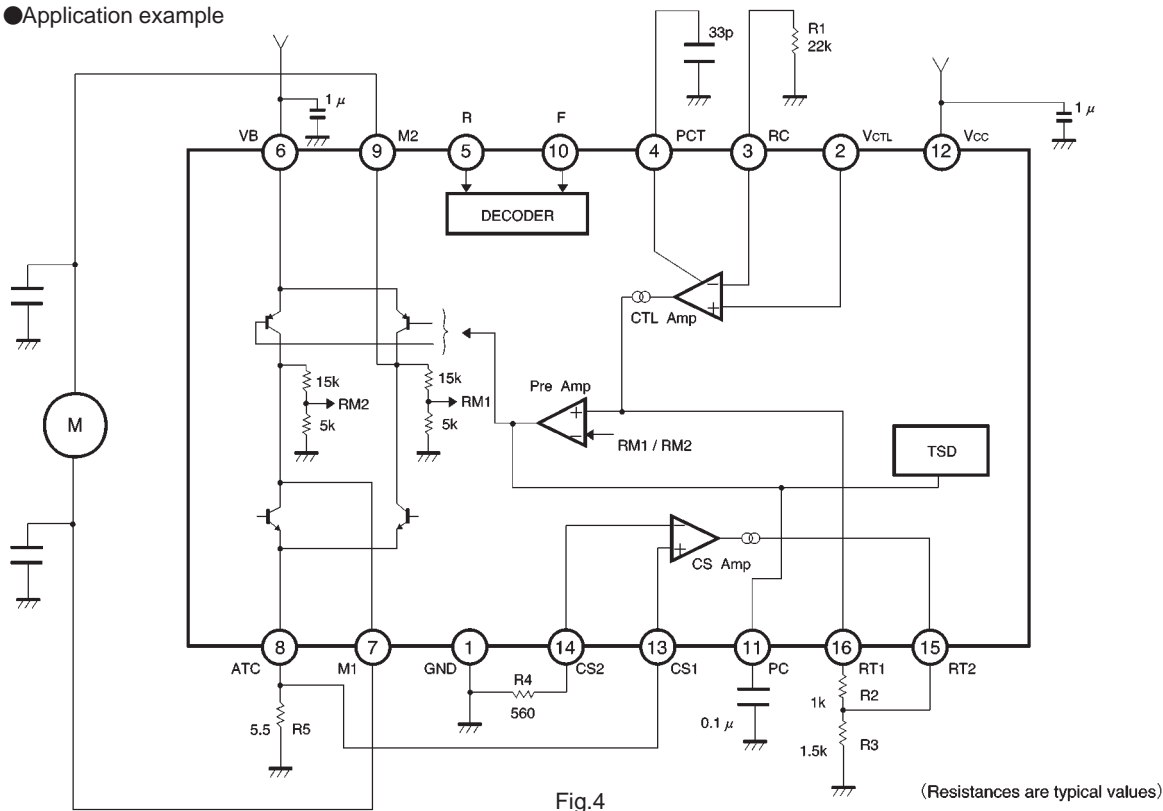 ●Application example
33p
R1
22k
1 μ
1 μ
VB
M2
R
F
PCT
RC
VCTL
VCC
6
9
5
10
4
3
2
12
DECODER
CTL Amp
15k
RM2
5k
15k
RM1
5k
Pre Amp
RM1 / RM2
TSD
M
CS Amp
8
7
1
14
13
11
16
15
ATC
M1
GND
CS2
CS1
PC
RT1
RT2
R4
560
5.5
R5
0.1 μ
1k
R2
1.5k
R3
Fig.4
(Resistances are typical values)